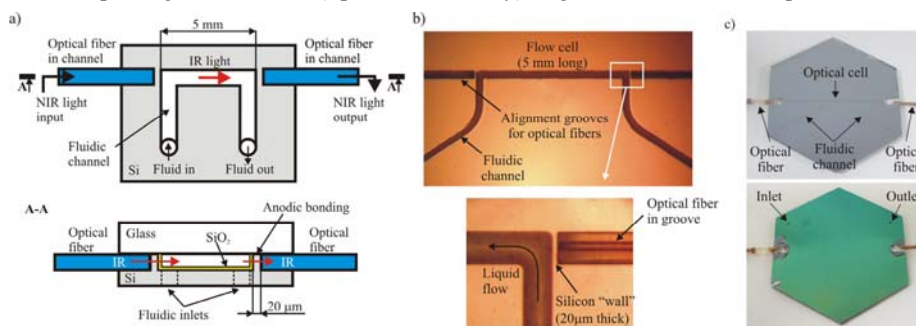 a)
5 mm
Optical fiber
in channel
IR light
Optical fiber
in channel
A
A
NIR light
input
NIR light
output
Fluidic
channel
Si
Fluid in
Fluid out
A-A
Anodic bonding
Optical
fiber
Glass
SiO₂
Optical
fiber
IR
IR
Si
Fluidic inlets
20 µm
b)
Flow cell
(5 mm long)
Alignment grooves
for optical fibers
Fluidic
channel
Optical fiber
in groove
Liquid
flow
Silicon “wall”
(20µm thick)
c)
Optical cell
Optical
fiber
Fluidic
channel
Optical
fiber
Inlet
Outlet